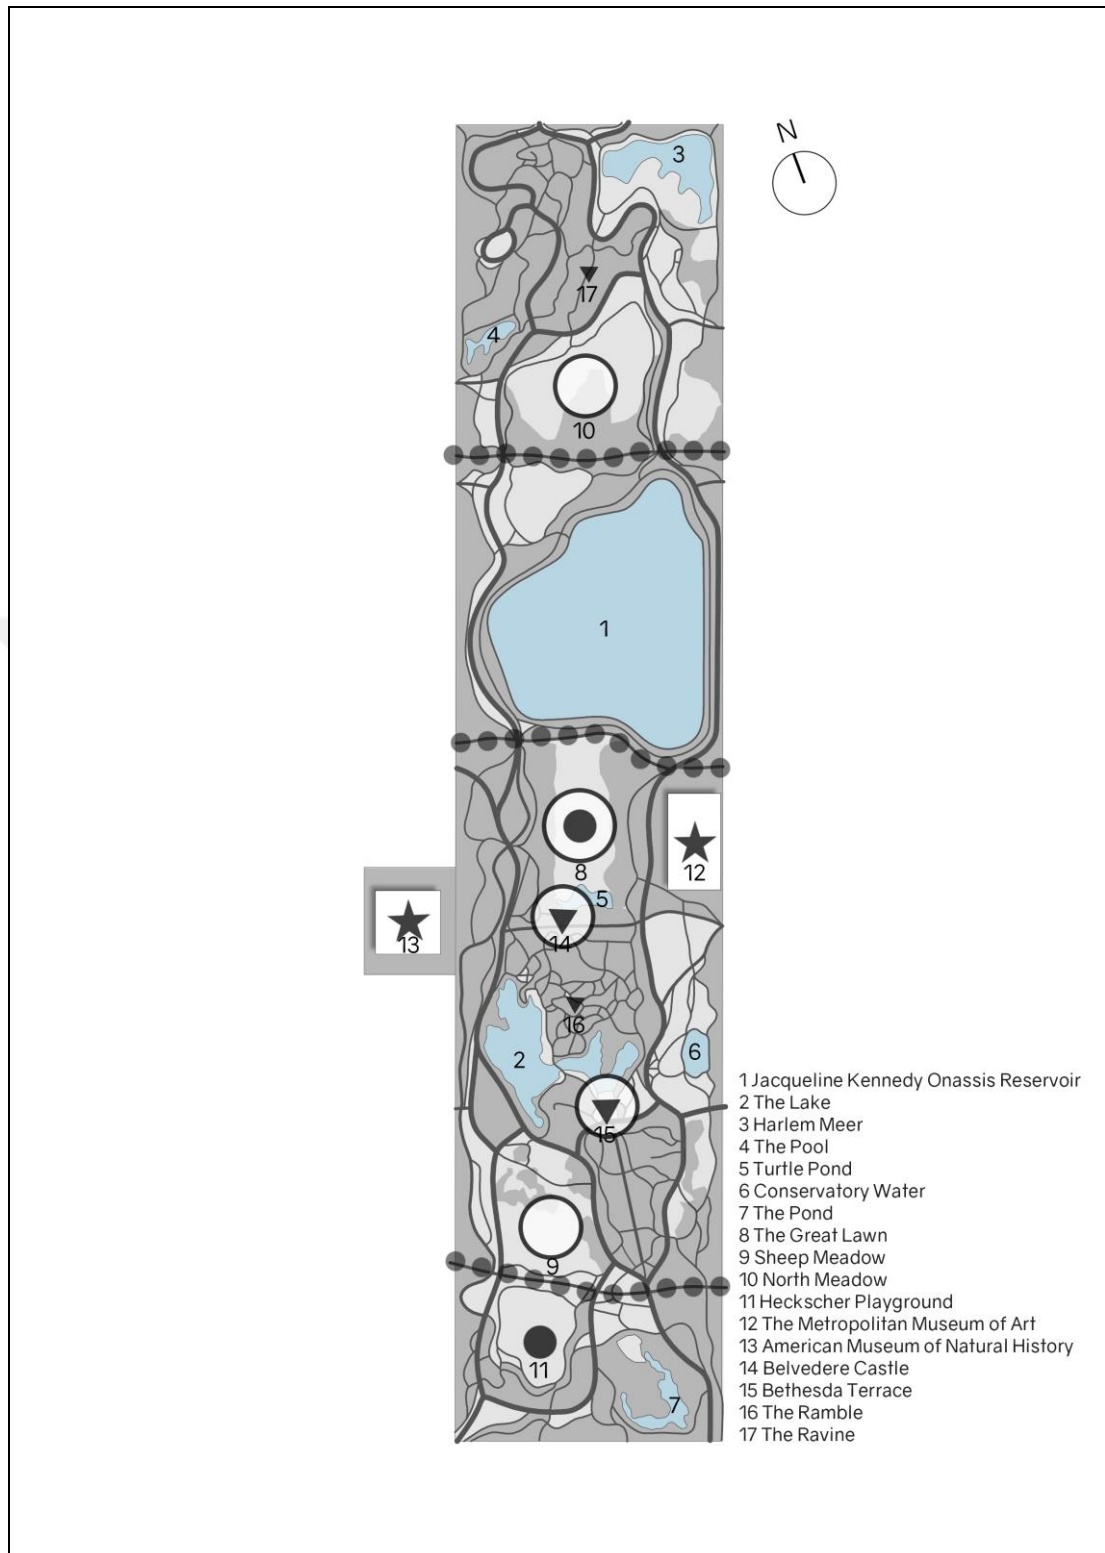 N
3
17
4
10
1
8
12
5
14
13
16
2
6
15
9
11
7
1 Jacqueline Kennedy Onassis Reservoir
2 The Lake
3 Harlem Meer
4 The Pool
5 Turtle Pond
6 Conservatory Water
7 The Pond
8 The Great Lawn
9 Sheep Meadow
10 North Meadow
11 Heckscher Playground
12 The Metropolitan Museum of Art
13 American Museum of Natural History
14 Belvedere Castle
15 Bethesda Terrace
16 The Ramble
17 The Ravine